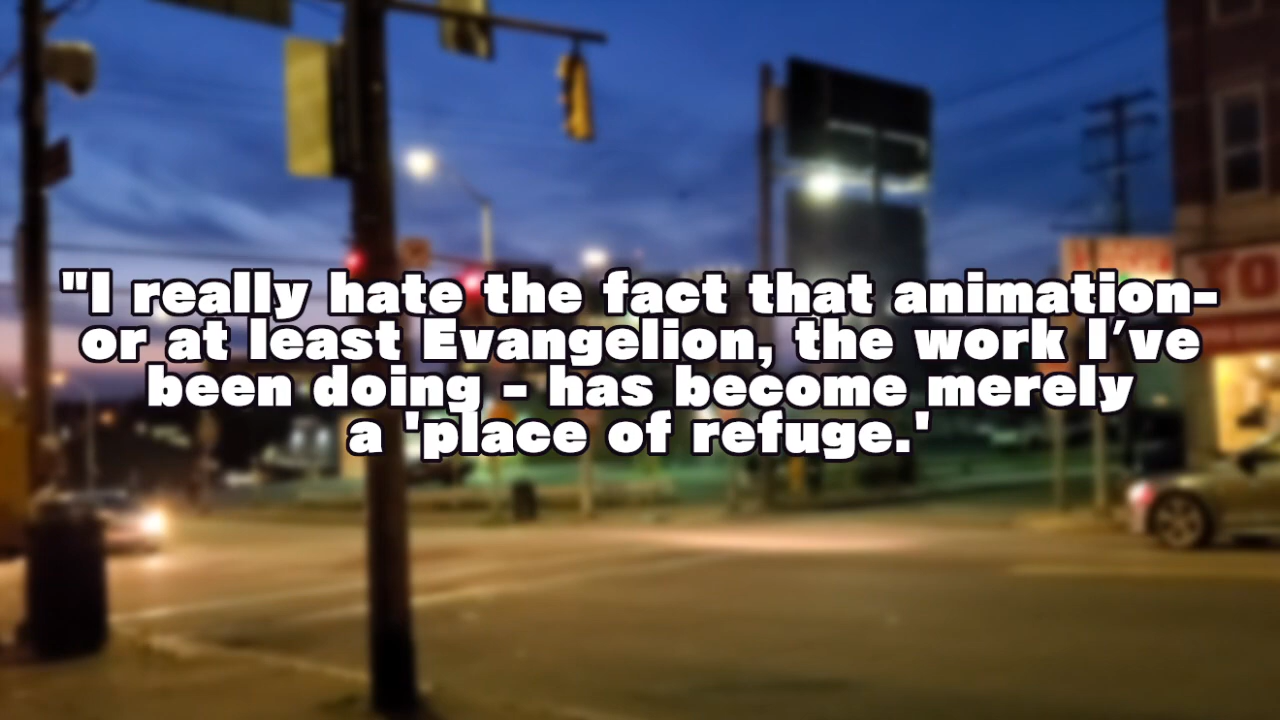 "I really hate the fact that animation-
or at least Evangelion, the work I've
been doing - has become merely
a 'place of refuge.'